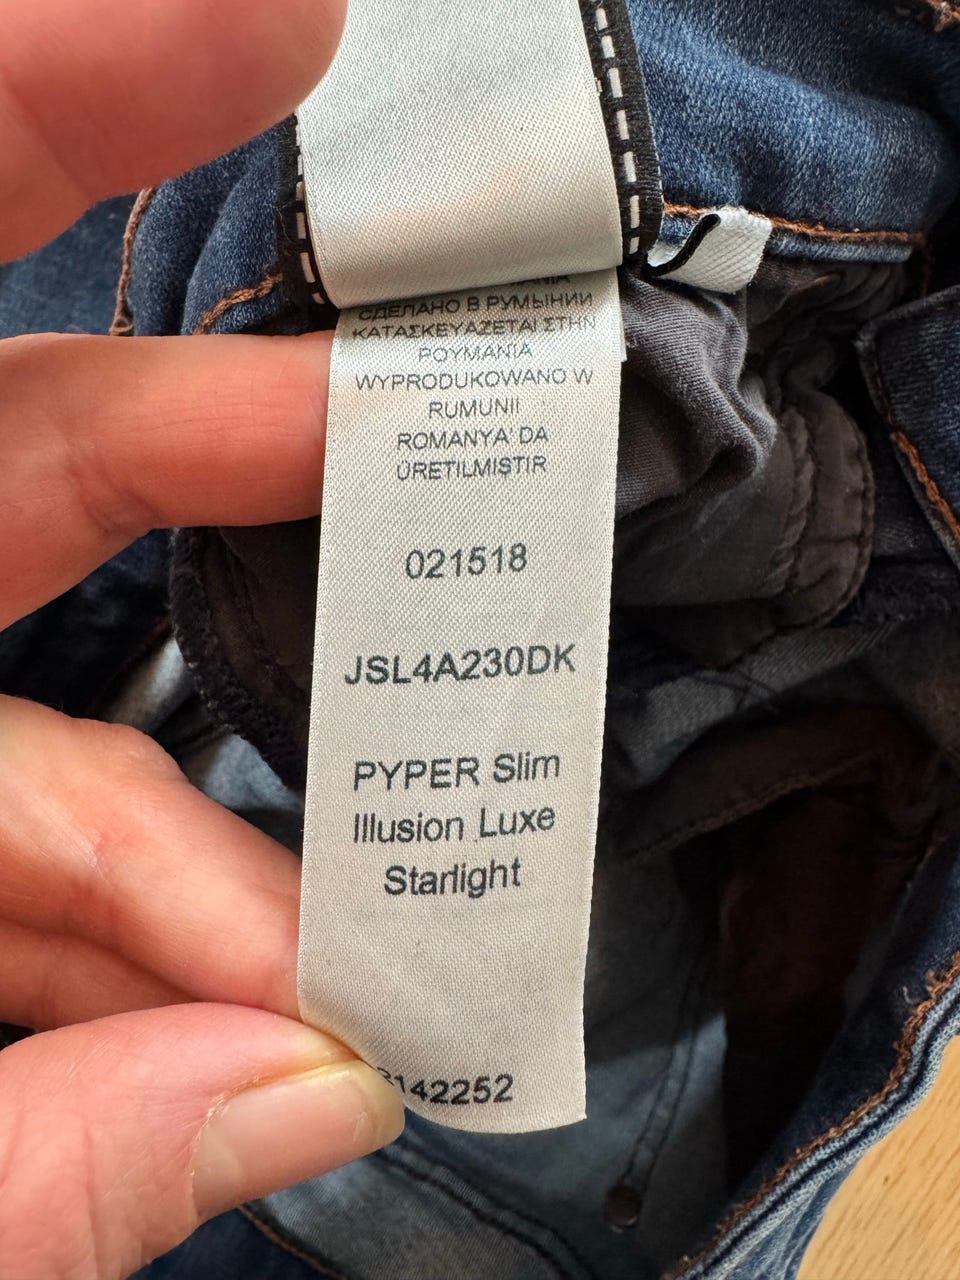 СДЕЛАНО В РУМЫНИИ
ΚΑΤΑΣΚΕΥΑΖΕΤΑΙ ΣΤΗΝ
ΡΟΥΜΑΝΙΑ
WYPRODUKOWANO W
RUMUNII
ROMANYA' DA
ÜRETILMIŞTIR
021518
JSL4A230DK
PYPER Slim
Illusion Luxe
Starlight